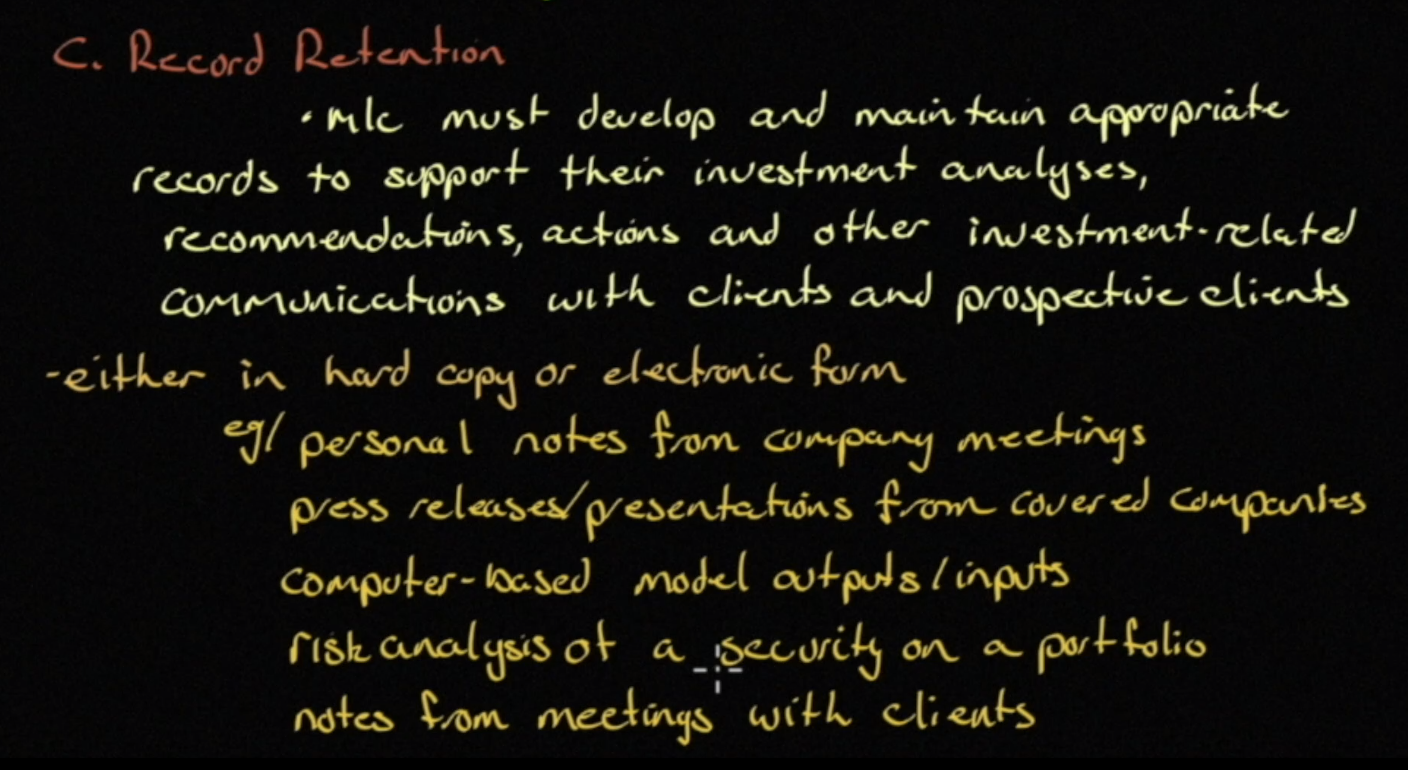 C. Record Retention
• M/c must develop and maintain appropriate
records to support their investment analyses,
recommendations, actions and other investment-related
communications with clients and prospective clients
-either in hard copy or electronic form
eg/ personal notes from company meetings
press releases/presentations from covered companies
computer-based model outputs/inputs
risk analysis of a security on a portfolio
notes from meetings with clients